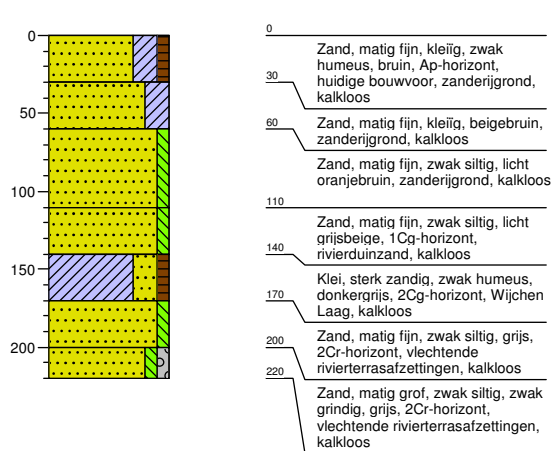 0
50
100
150
200
0
Zand, matig fijn, kleiïg, zwak
humeus, bruin, Ap-horizont,
huidige bouwvoor, zanderijgrond,
kalkloos
30
Zand, matig fijn, kleiïg, beigebruin,
zanderijgrond, kalkloos
60
Zand, matig fijn, zwak siltig, licht
oranjebruin, zanderijgrond, kalkloos
110
Zand, matig fijn, zwak siltig, licht
grijsbeige, 1Cg-horizont,
rivierduinzand, kalkloos
140
Klei, sterk zandig, zwak humeus,
donkergrijs, 2Cg-horizont, Wijchen
Laag, kalkloos
170
Zand, matig fijn, zwak siltig, grijs,
2Cr-horizont, vlechtende
rivierterrasafzettingen, kalkloos
200
Zand, matig grof, zwak siltig, zwak
grindig, grijs, 2Cr-horizont,
vlechtende rivierterrasafzettingen,
kalkloos
220